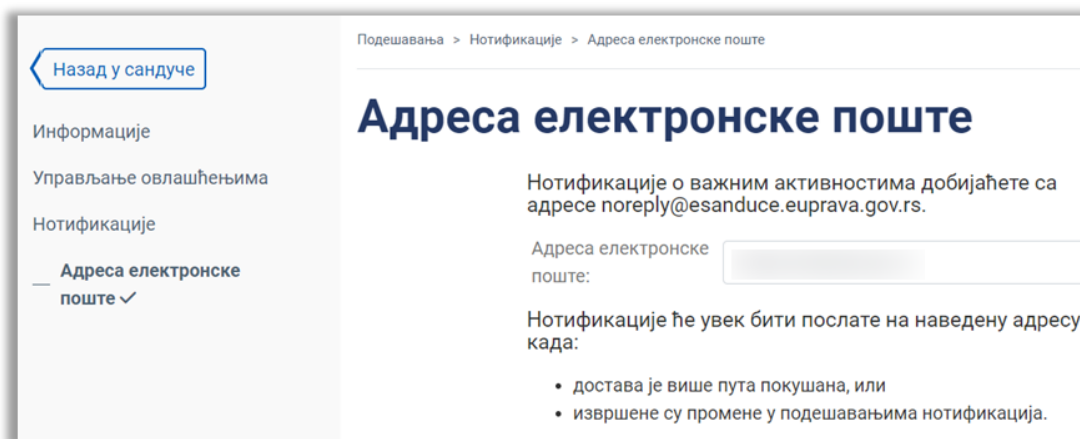 Назад у сандуче
Информације
Управљање овлашћењима
Нотификације
Адреса електронске
поште
Подешавања > Нотификације > Адреса електронске поште
Адреса електронске поште
Нотификације о важним активностима добијаћете са
адресе noreply@esanduce.euprava.gov.rs.
Адреса електронске
поште:
Нотификације ће увек бити послате на наведену адресу
када:
• достава је више пута покушана, или
• извршене су промене у подешавањима нотификација.